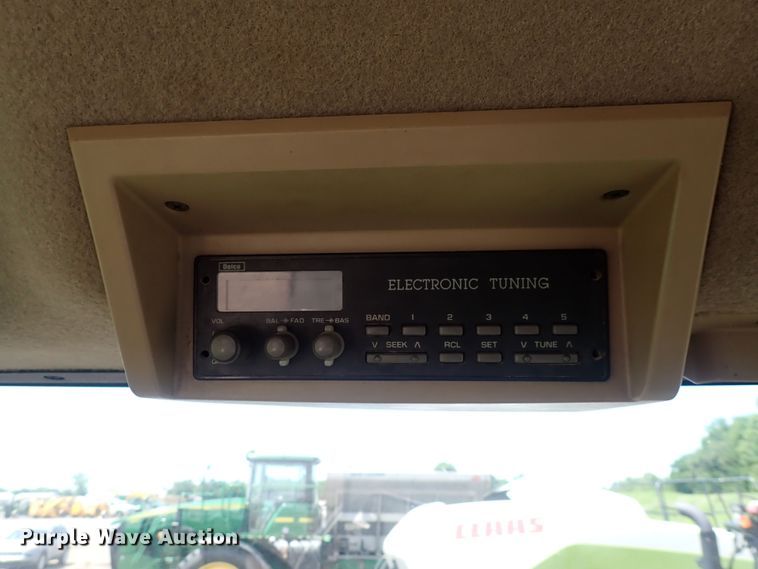 Delco
ELECTRONIC TUNING
VOL BAL FAD TRE BAS BAND 1 2 3 4 5
V SEEK Λ RCL SET V TUNE Λ
CLAAS
Purple Wave Auction